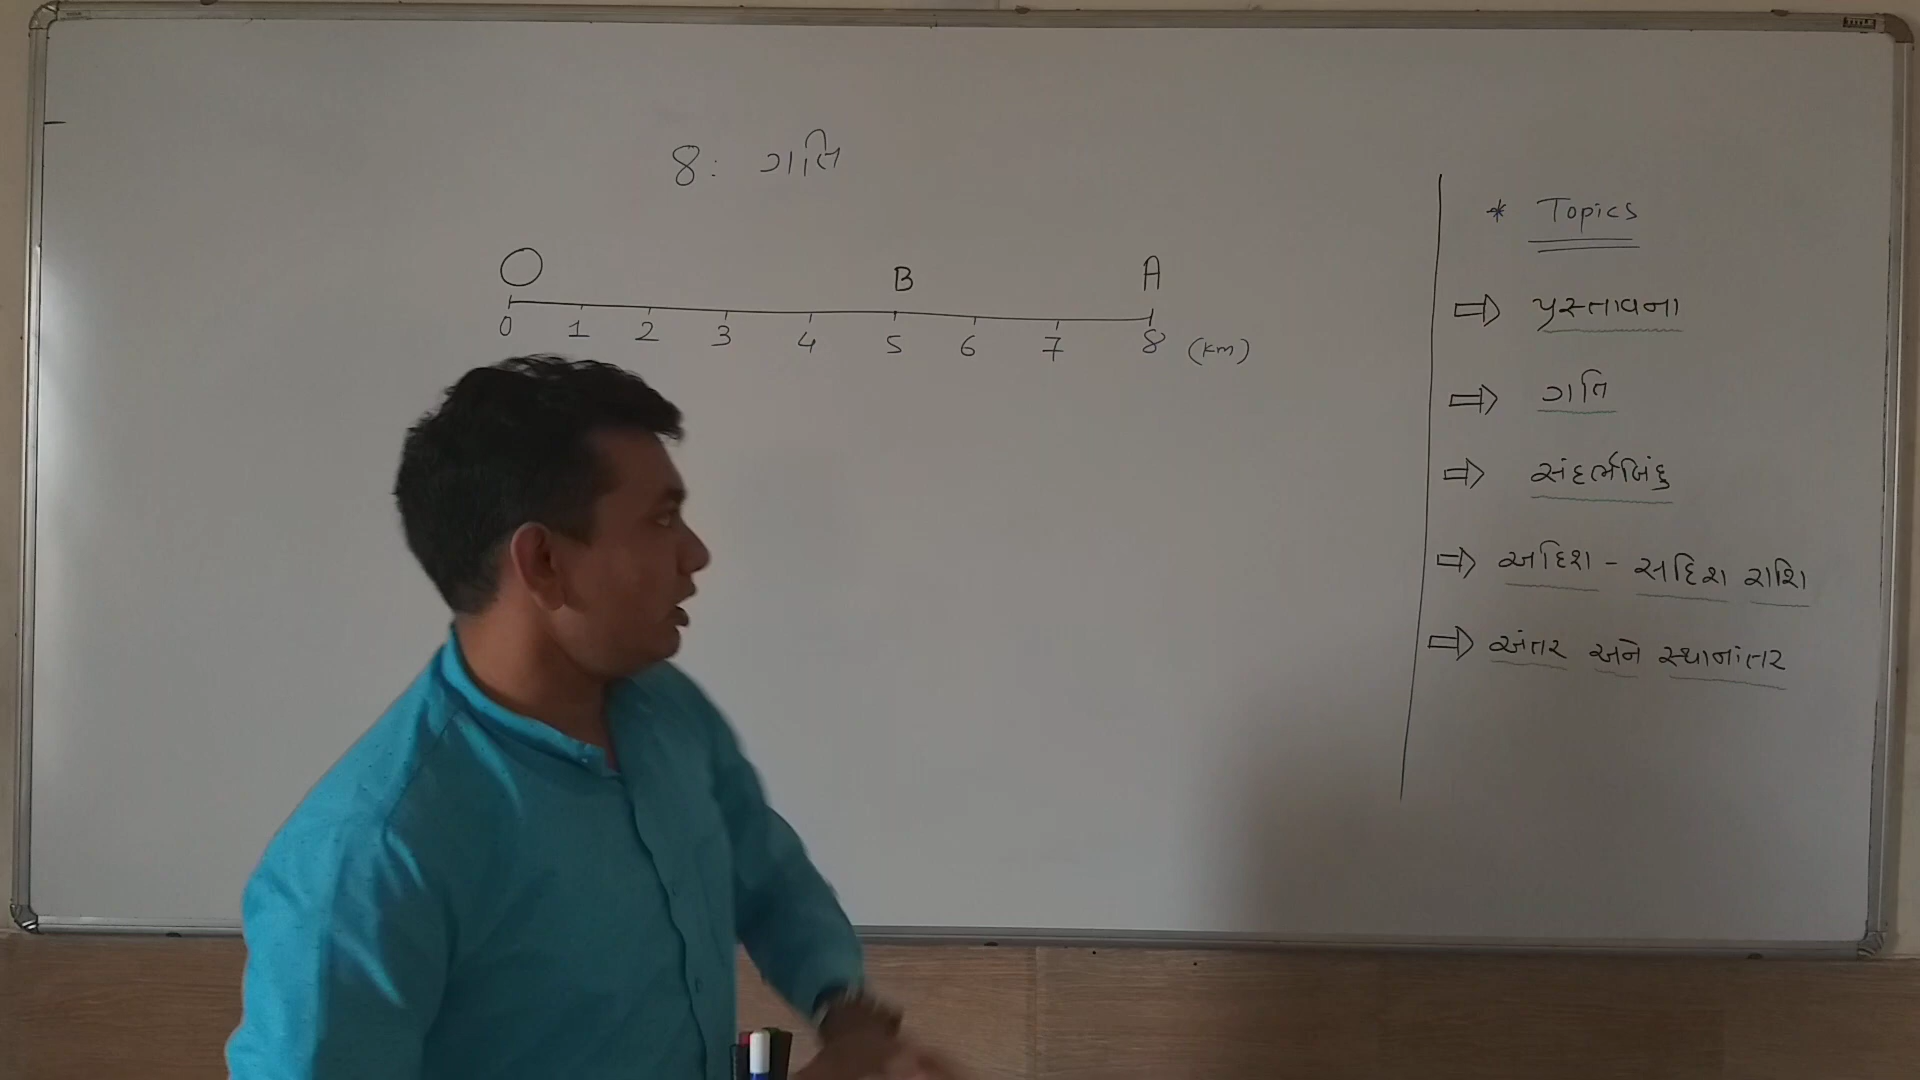 8: ગતિ
O B A
0 1 2 3 4 5 6 7 8 (km)
* Topics
⇒ પ્રસ્તાવના
⇒ ગતિ
⇒ સંદર્ભબિંદુ
⇒ અદિશ - સદિશ રાશિ
⇒ અંતર અને સ્થાનાંતર